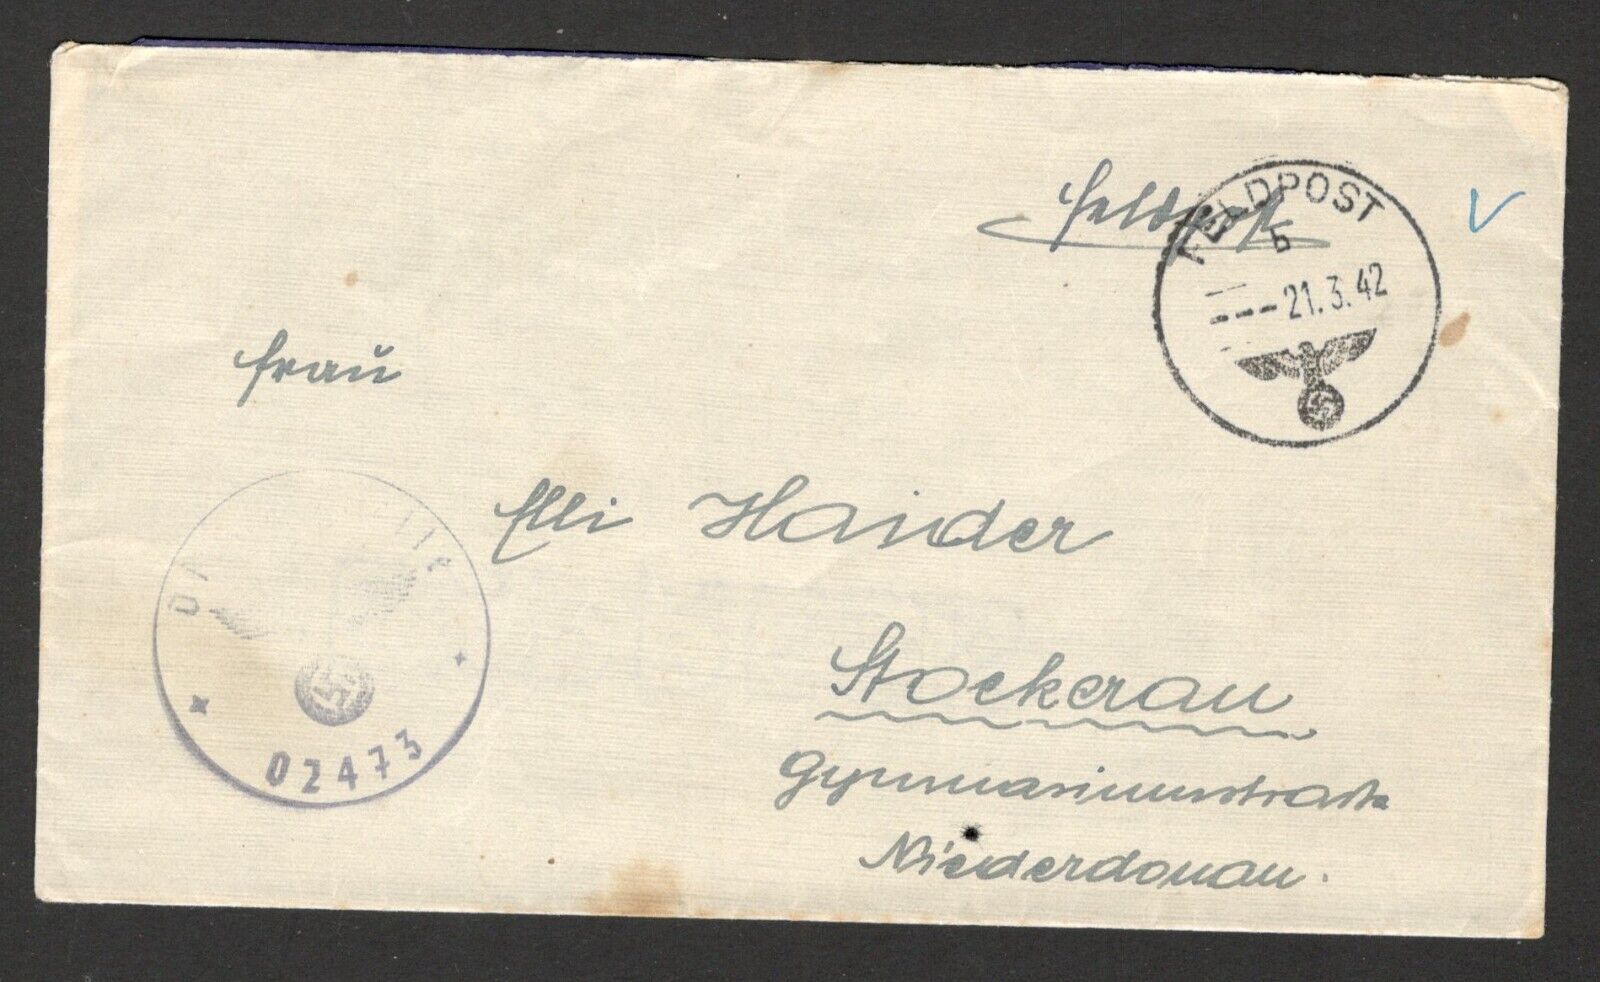 Feldpost
FELDPOST
b
---21.3.42
Frau
Elli Haider
Stockerau
Gymnasiumstraße
Niederdonau.
02473